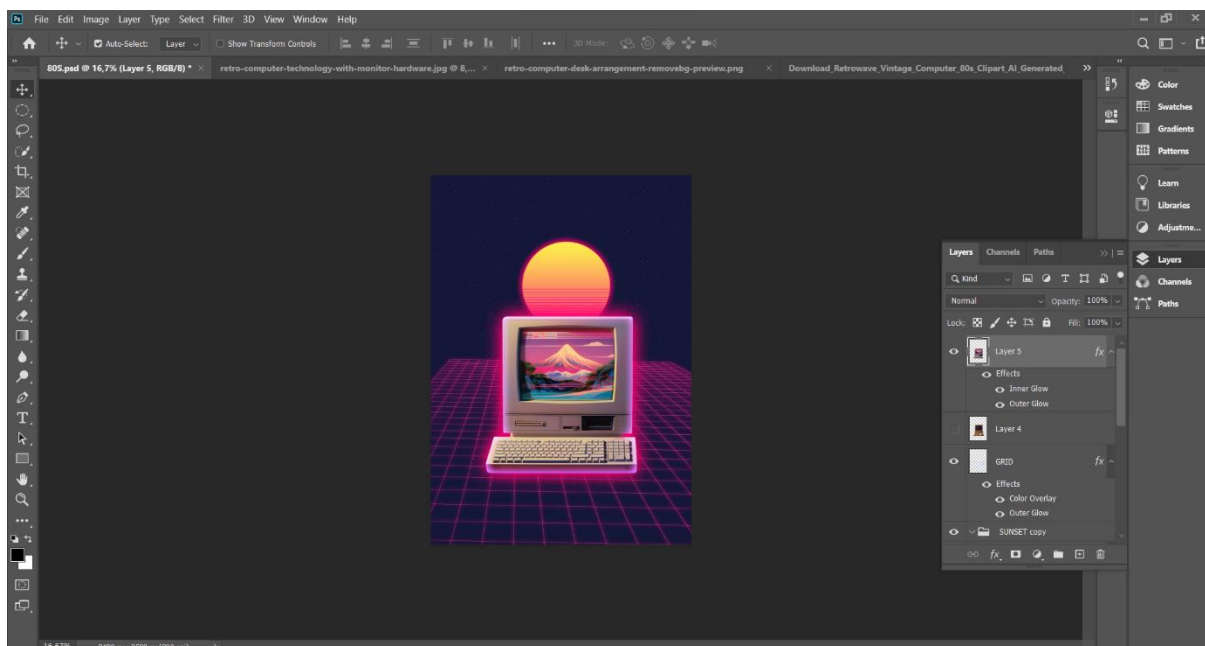 Ps File Edit Image Layer Type Select Filter 3D View Window Help
Auto-Select: Layer Show Transform Controls 3D Mode:
80S.psd @ 16,7% (Layer 5, RGB/8) * × retro-computer-technology-with-monitor-hardware.jpg @ 8,... × retro-computer-desk-arrangement-removebg-preview.png × Download_Retrowave_Vintage_Computer_80s_Clipart_AI_Generated_
Color
Swatches
Gradients
Patterns
Learn
Libraries
Adjustme...
Layers
Channels
Paths
Layers Channels Paths
Kind
Normal Opacity: 100%
Lock: Fill: 100%
Layer 5 fx
Effects
Inner Glow
Outer Glow
Layer 4
GRID fx
Effects
Color Overlay
Outer Glow
SUNSET copy
fx
16,67%